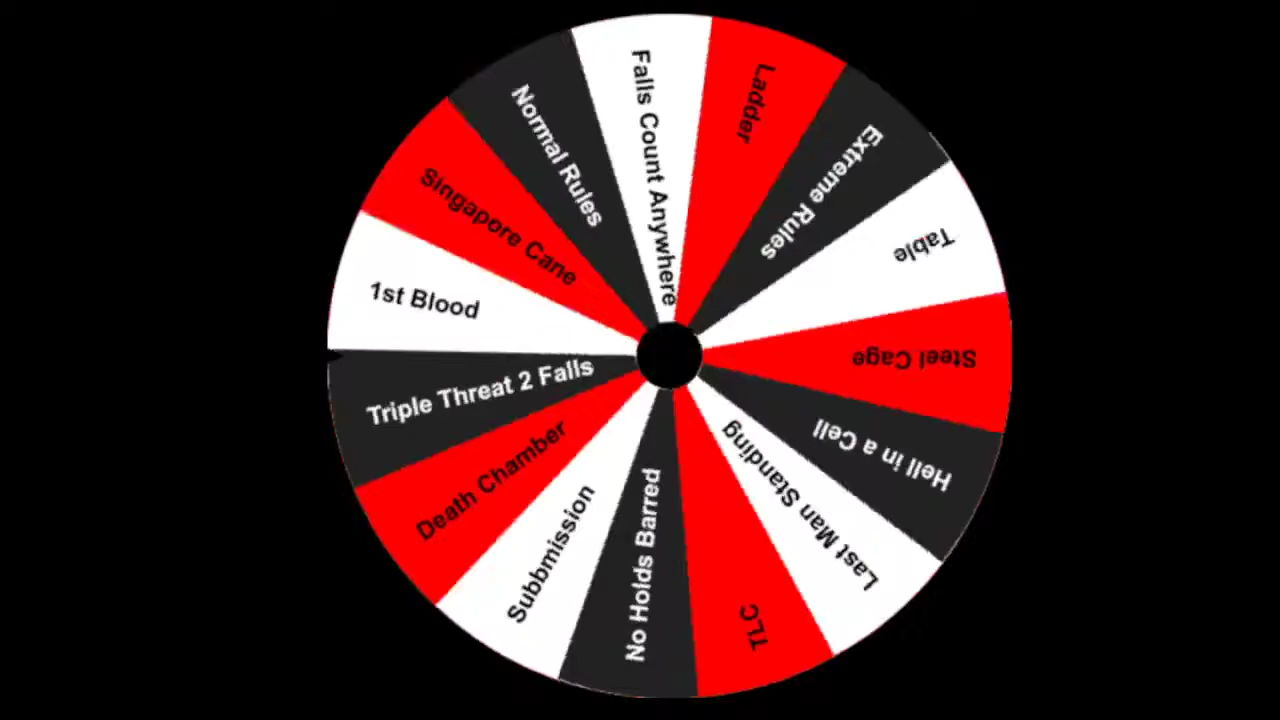 Falls Count Anywhere
Ladder
Extreme Rules
Table
Steel Cage
Hell in a Cell
Last Man Standing
TLC
No Holds Barred
Subbmission
Death Chamber
Triple Threat 2 Falls
1st Blood
Singapore Cane
Normal Rules